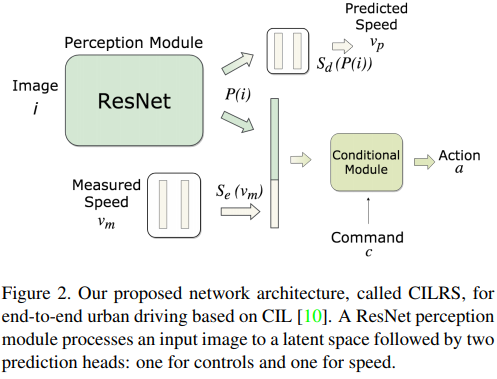 Perception Module
Image
i
ResNet
P(i)
Predicted
Speed
v_p
S_d (P(i))
Measured
Speed
v_m
S_e (v_m)
Conditional
Module
Action
a
Command
c
Figure 2. Our proposed network architecture, called CILRS, for
end-to-end urban driving based on CIL [10]. A ResNet perception
module processes an input image to a latent space followed by two
prediction heads: one for controls and one for speed.